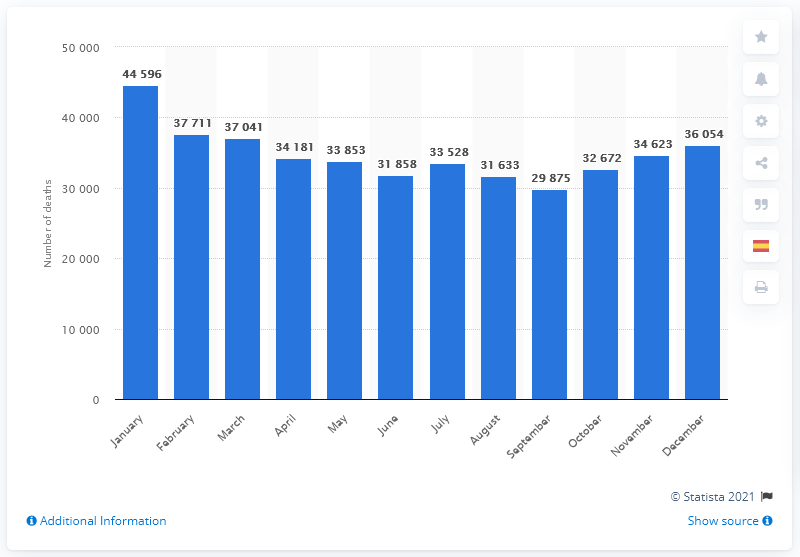 50 000
40 000
30 000
20 000
10 000
0
Number of deaths
44 596
37 711
37 041
34 181
33 853
31 858
33 528
31 633
29 875
32 672
34 623
36 054
January
February
March
April
May
June
July
August
September
October
November
December
© Statista 2021
Additional Information
Show source